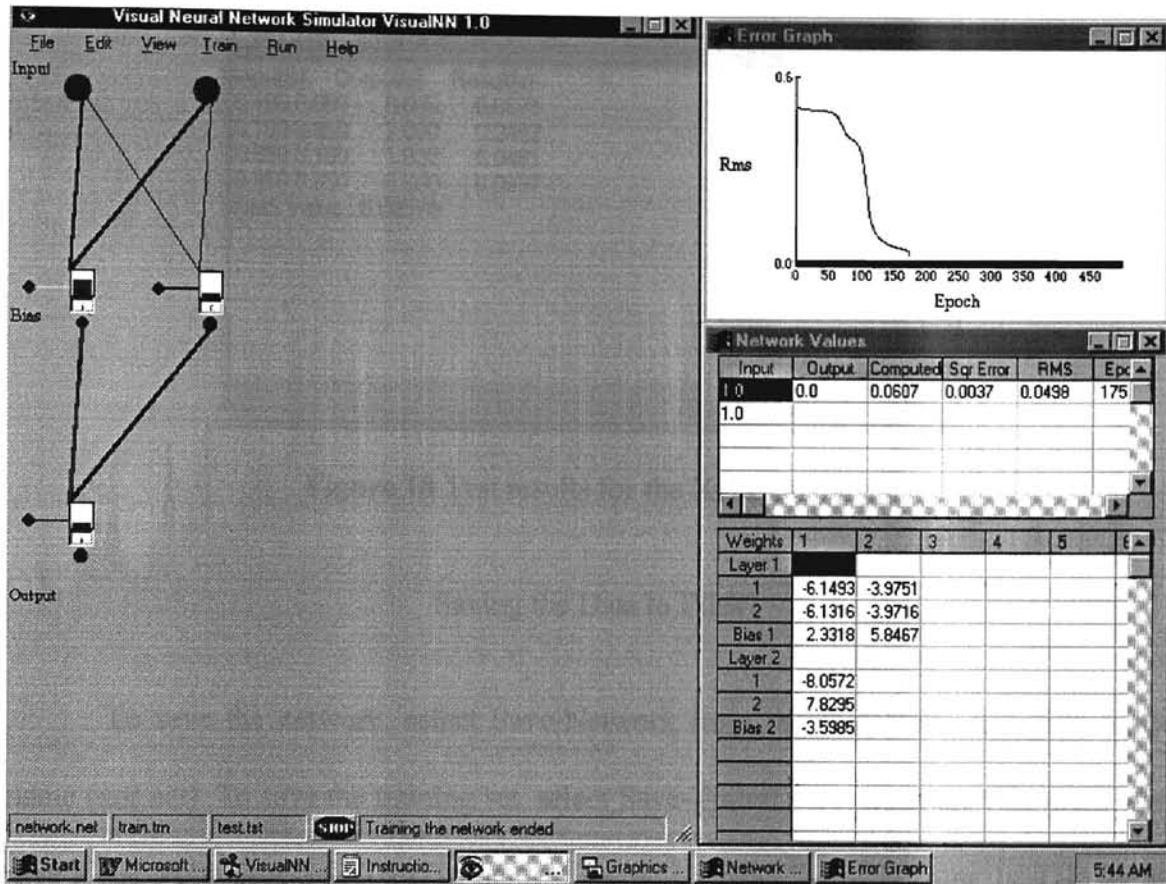 Visual Neural Network Simulator VisualNN 1.0
File Edit View Train Run Help
Input
Bias
Output
network.net train.trn test.tst STOP Training the network ended
Error Graph
0.6
Rms
0.0
0 50 100 150 200 250 300 350 400 450
Epoch
Network Values
Input Output Computed Sqr Error RMS Epc
1.0 0.0 0.0607 0.0037 0.0498 175
1.0
Weights 1 2 3 4 5 6
Layer 1
1 -6.1493 -3.9751
2 -6.1316 -3.9716
Bias 1 2.3318 5.8467
Layer 2
1 -8.0572
2 7.8295
Bias 2 -3.5985
Start Microsoft ... VisualNN ... Instructio... ... Graphics ... Network ... Error Graph 5:44 AM